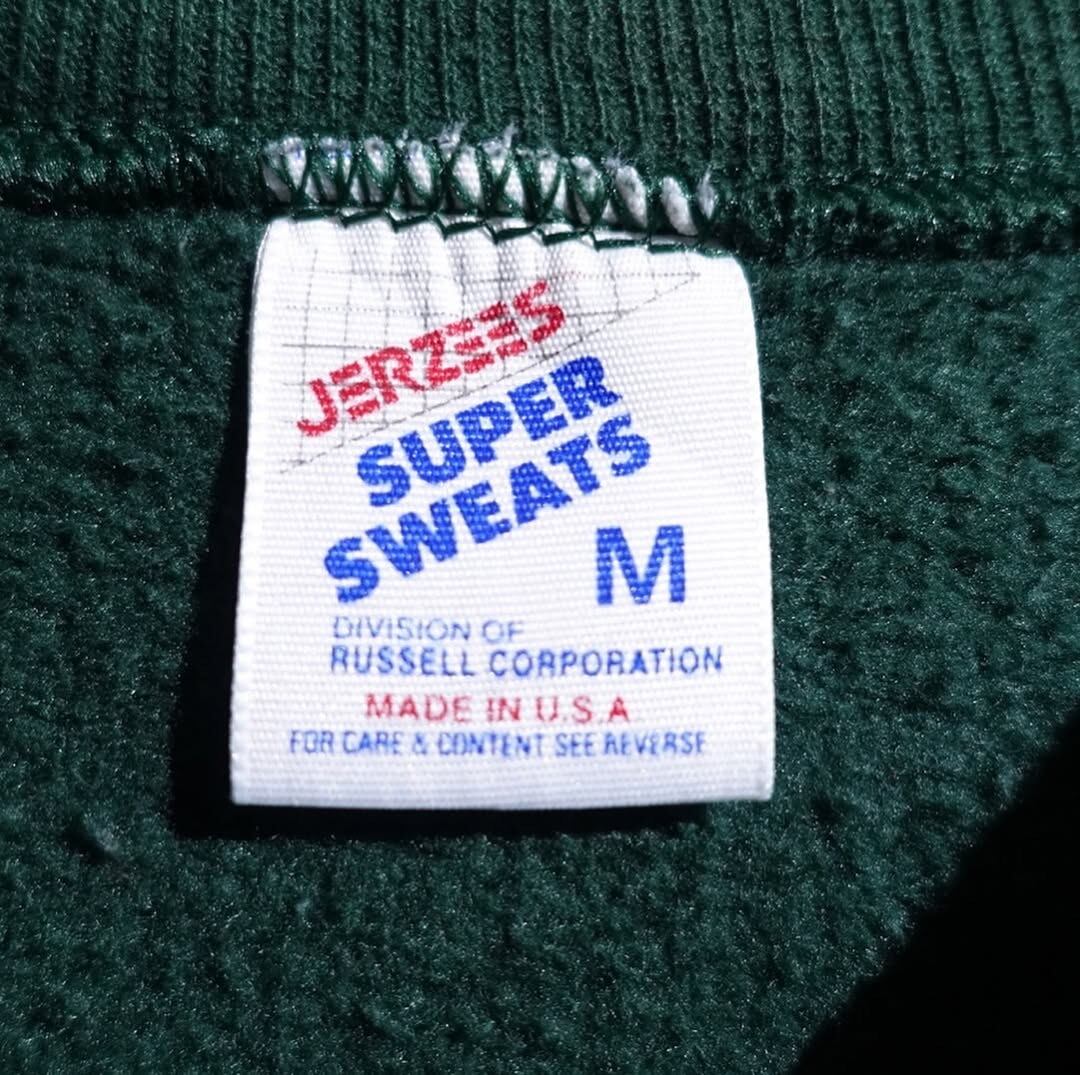 JERZEES
SUPER
SWEATS
M
DIVISION OF
RUSSELL CORPORATION
MADE IN U.S.A
FOR CARE & CONTENT SEE REVERSE